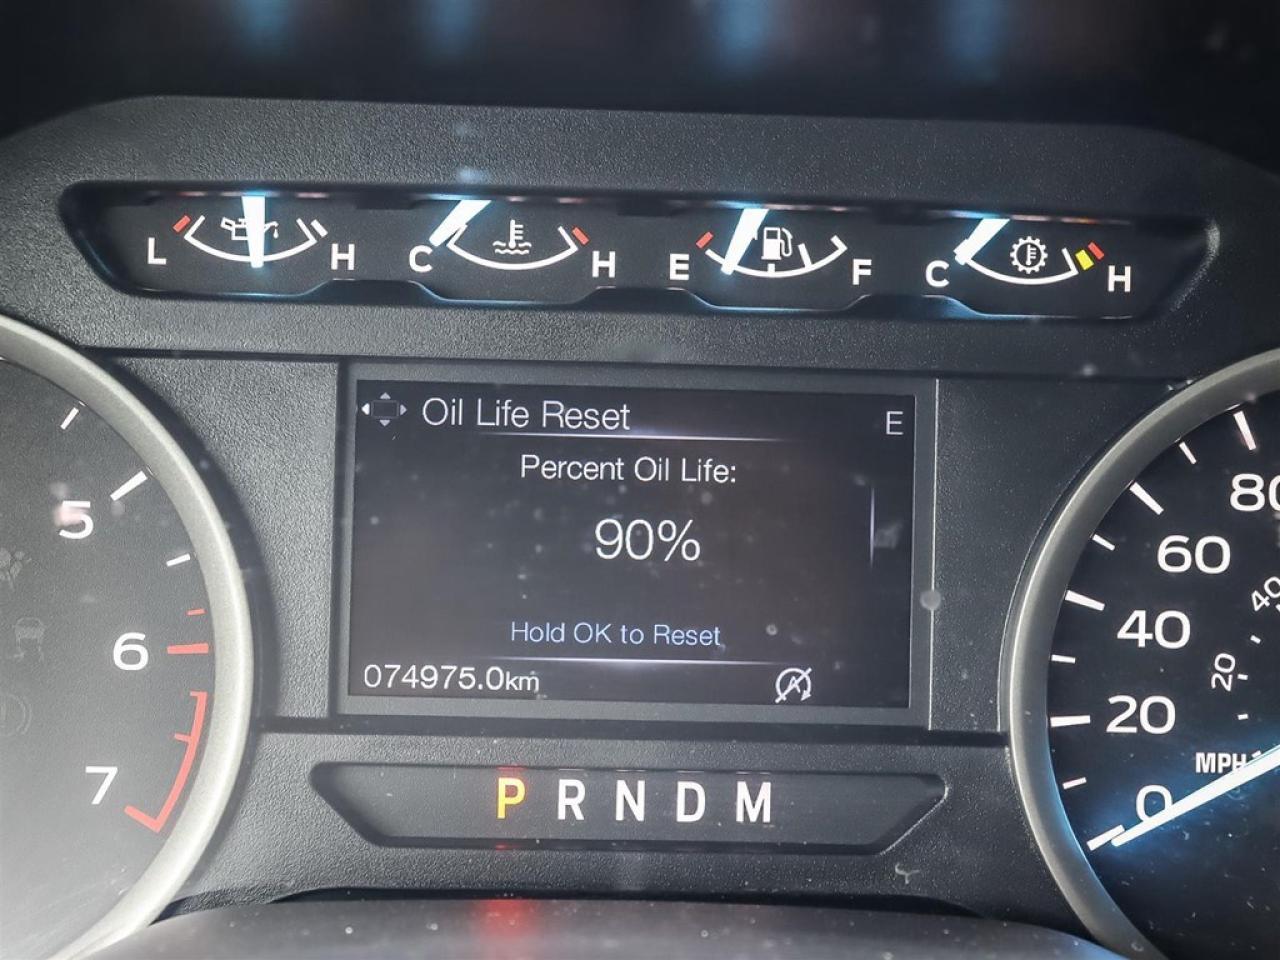 L H C H E F C H
Oil Life Reset E
Percent Oil Life:
90%
Hold OK to Reset
074975.0km
P R N D M
5
6
7
80
60
40
20
0
MPH
40
20